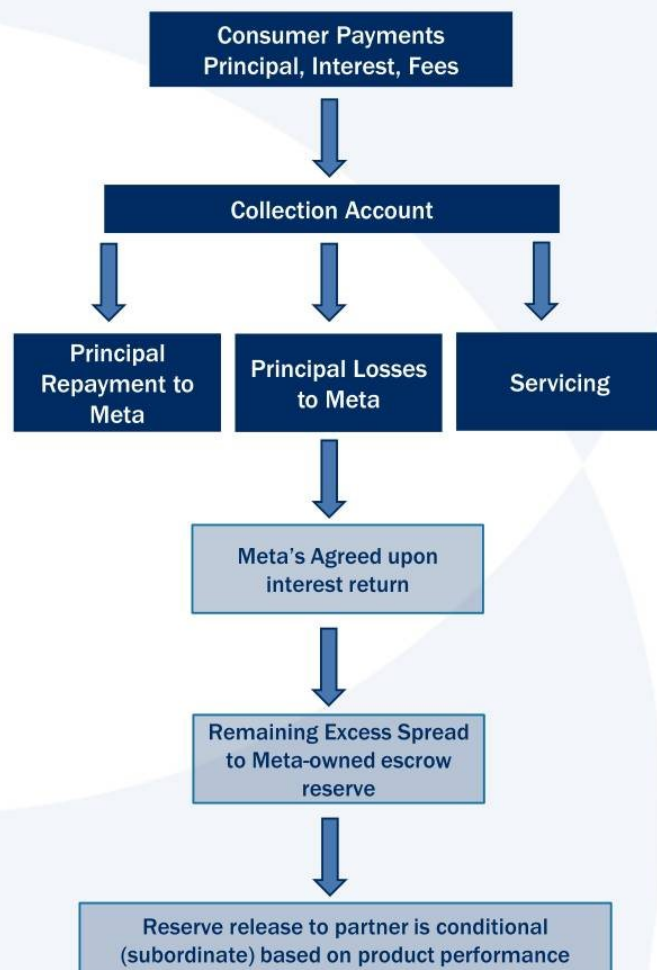 Consumer Payments
Principal, Interest, Fees
Collection Account
Principal
Repayment to
Meta
Principal Losses
to Meta
Servicing
Meta’s Agreed upon
interest return
Remaining Excess Spread
to Meta-owned escrow
reserve
Reserve release to partner is conditional
(subordinate) based on product performance